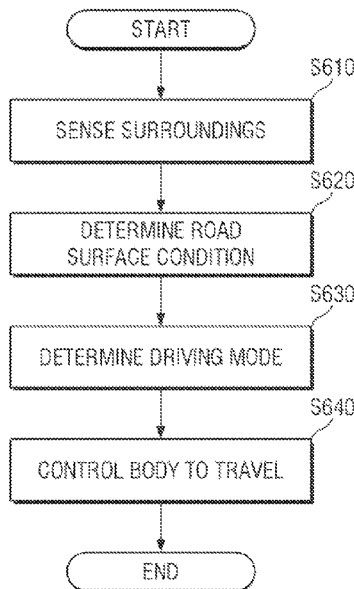 START
S610
SENSE SURROUNDINGS
S620
DETERMINE ROAD
SURFACE CONDITION
S630
DETERMINE DRIVING MODE
S640
CONTROL BODY TO TRAVEL
END